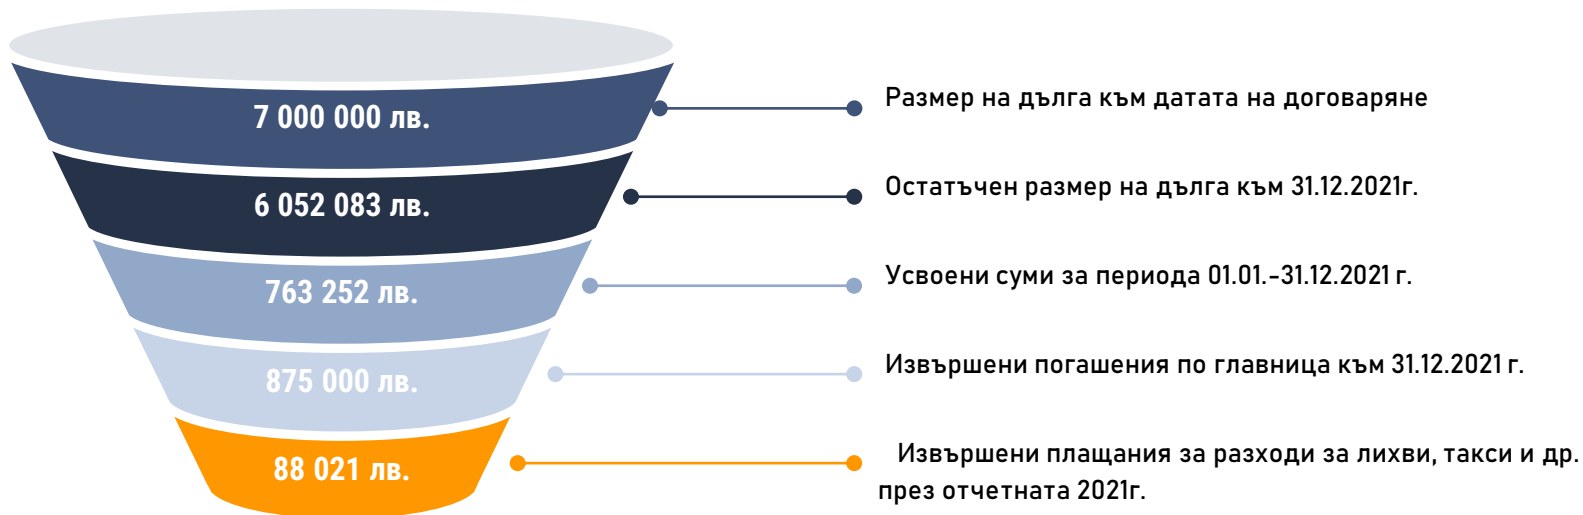 7 000 000 лв.
Размер на дълга към датата на договаряне
6 052 083 лв.
Остатъчен размер на дълга към 31.12.2021г.
763 252 лв.
Усвоени суми за периода 01.01.-31.12.2021 г.
875 000 лв.
Извършени погашения по главница към 31.12.2021 г.
88 021 лв.
Извършени плащания за разходи за лихви, такси и др.
през отчетната 2021г.